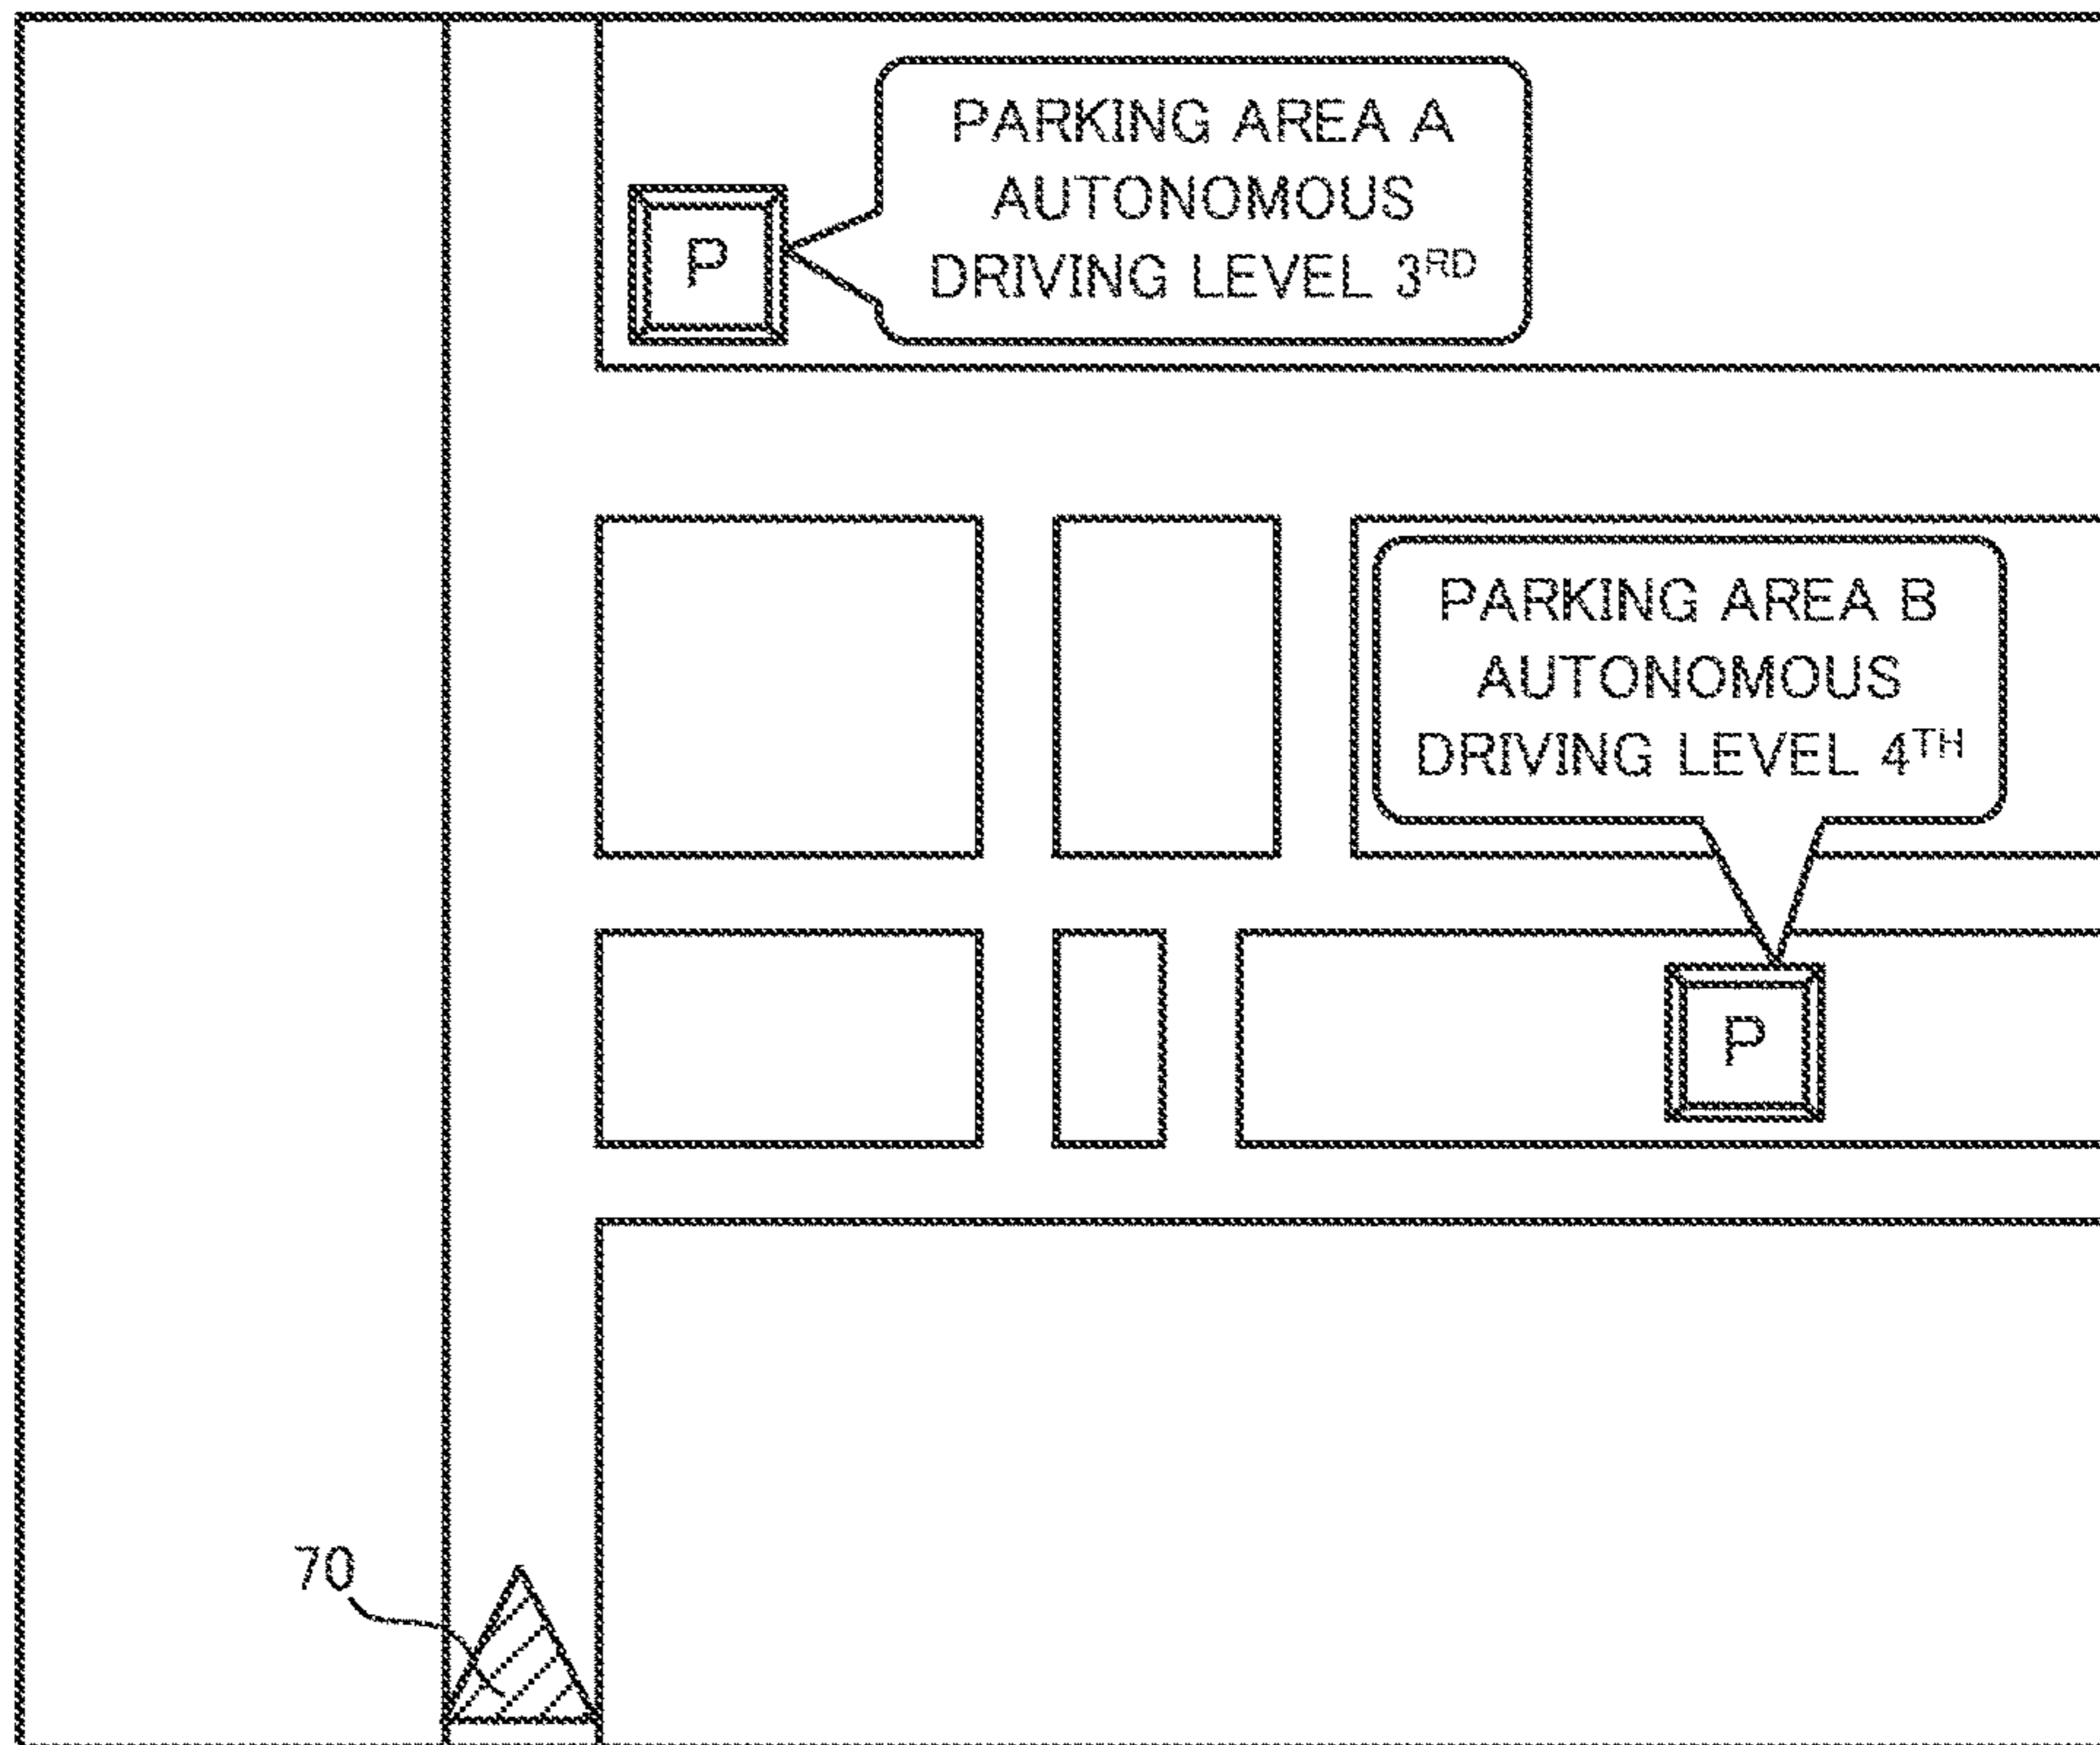 PARKING AREA A
AUTONOMOUS
DRIVING LEVEL 3RD
P
PARKING AREA B
AUTONOMOUS
DRIVING LEVEL 4TH
P
70